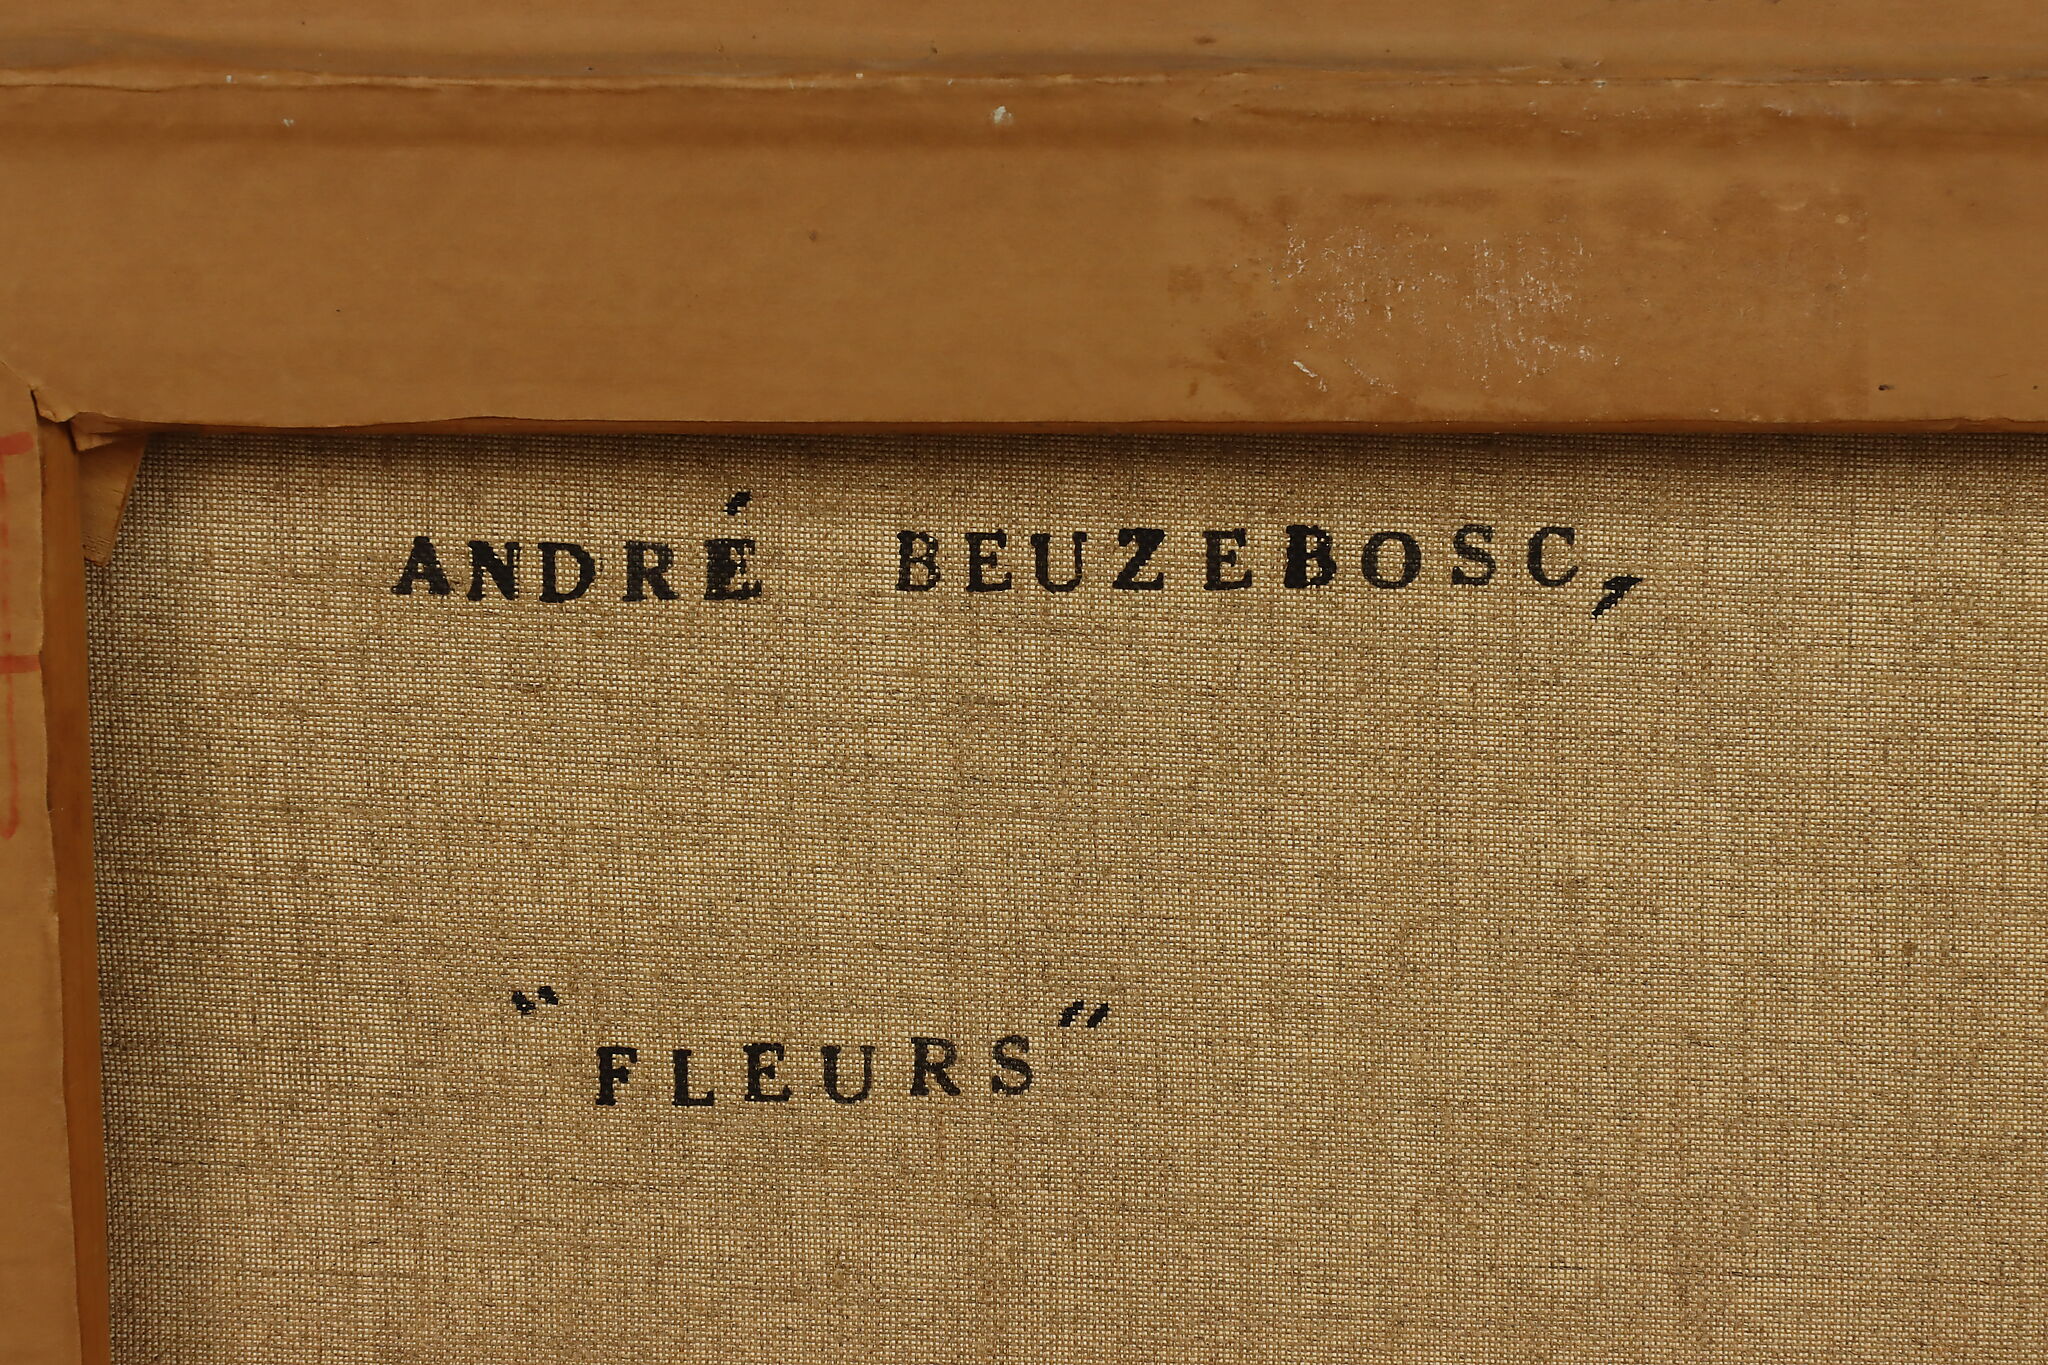 ANDRÉ BEUZEBOSC,
“FLEURS”